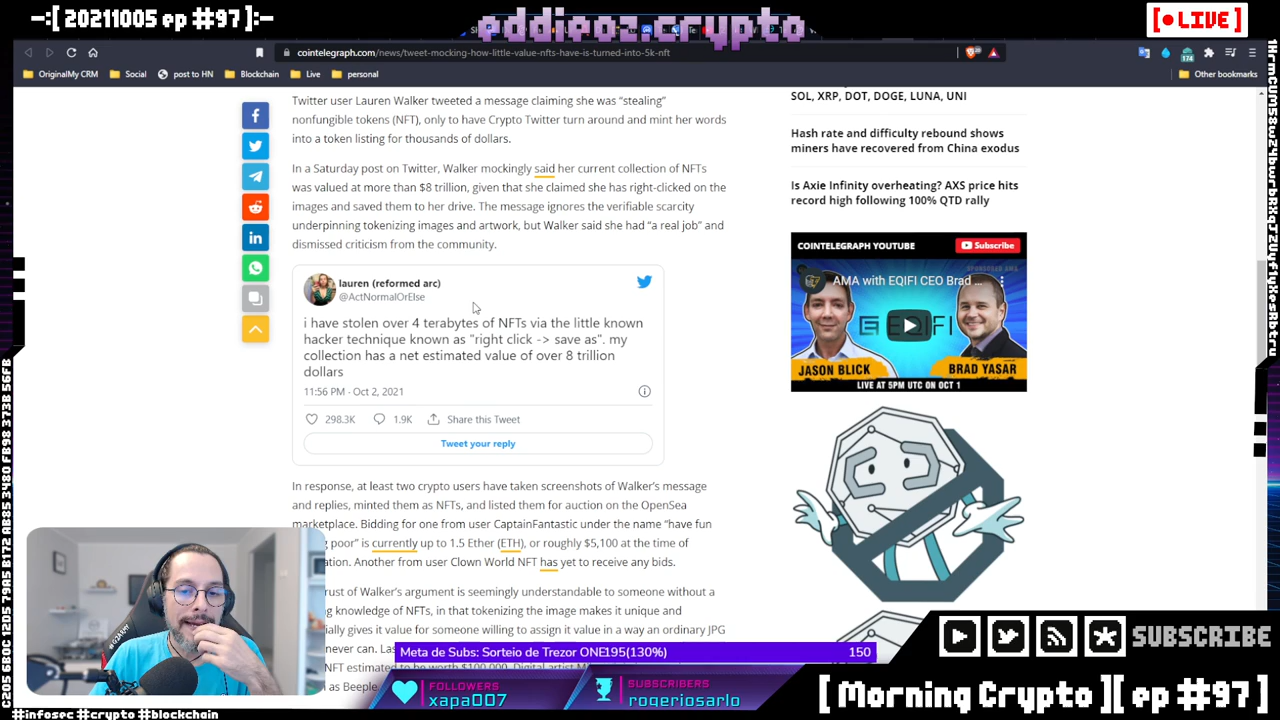 -:[ 20211005 ep #97 ]:-
eddieoz crypto
[ ● LIVE ]
cointelegraph.com/news/tweet-mocking-how-little-value-nfts-have-is-turned-into-5k-nft
174
OriginalMy CRM
Social
post to HN
Blockchain
Live
personal
Other bookmarks
Twitter user Lauren Walker tweeted a message claiming she was “stealing”
nonfungible tokens (NFT), only to have Crypto Twitter turn around and mint her words
into a token listing for thousands of dollars.
In a Saturday post on Twitter, Walker mockingly said her current collection of NFTs
was valued at more than $8 trillion, given that she claimed she has right-clicked on the
images and saved them to her drive. The message ignores the verifiable scarcity
underpinning tokenizing images and artwork, but Walker said she had “a real job” and
dismissed criticism from the community.
lauren (reformed arc)
@ActNormalOrElse
i have stolen over 4 terabytes of NFTs via the little known
hacker technique known as "right click -> save as". my
collection has a net estimated value of over 8 trillion
dollars
11:56 PM · Oct 2, 2021
298.3K
1.9K
Share this Tweet
Tweet your reply
In response, at least two crypto users have taken screenshots of Walker’s message
and replies, minted them as NFTs, and listed them for auction on the OpenSea
marketplace. Bidding for one from user CaptainFantastic under the name “have fun
poor” is currently up to 1.5 Ether (ETH), or roughly $5,100 at the time of
Another from user Clown World NFT has yet to receive any bids.
rust of Walker’s argument is seemingly understandable to someone without a
knowledge of NFTs, in that tokenizing the image makes it unique and
gives it value for someone willing to assign it value in a way an ordinary JPG
never can.
NFT estimated to be worth $100,000. Digital artist
as Beeple
SOL, XRP, DOT, DOGE, LUNA, UNI
Hash rate and difficulty rebound shows
miners have recovered from China exodus
Is Axie Infinity overheating? AXS price hits
record high following 100% QTD rally
COINTELEGRAPH YOUTUBE
Subscribe
AMA with EQIFI CEO Brad ...
EQIFI
JASON BLICK
BRAD YASAR
LIVE AT 5PM UTC ON OCT 1
Meta de Subs: Sorteio de Trezor ONE
195(130%)
150
FOLLOWERS
xapa007
SUBSCRIBERS
rogeriosarlo
SUBSCRIBE
[ Morning Crypto ][ ep #97 ]
#infosec #crypto #blockchain